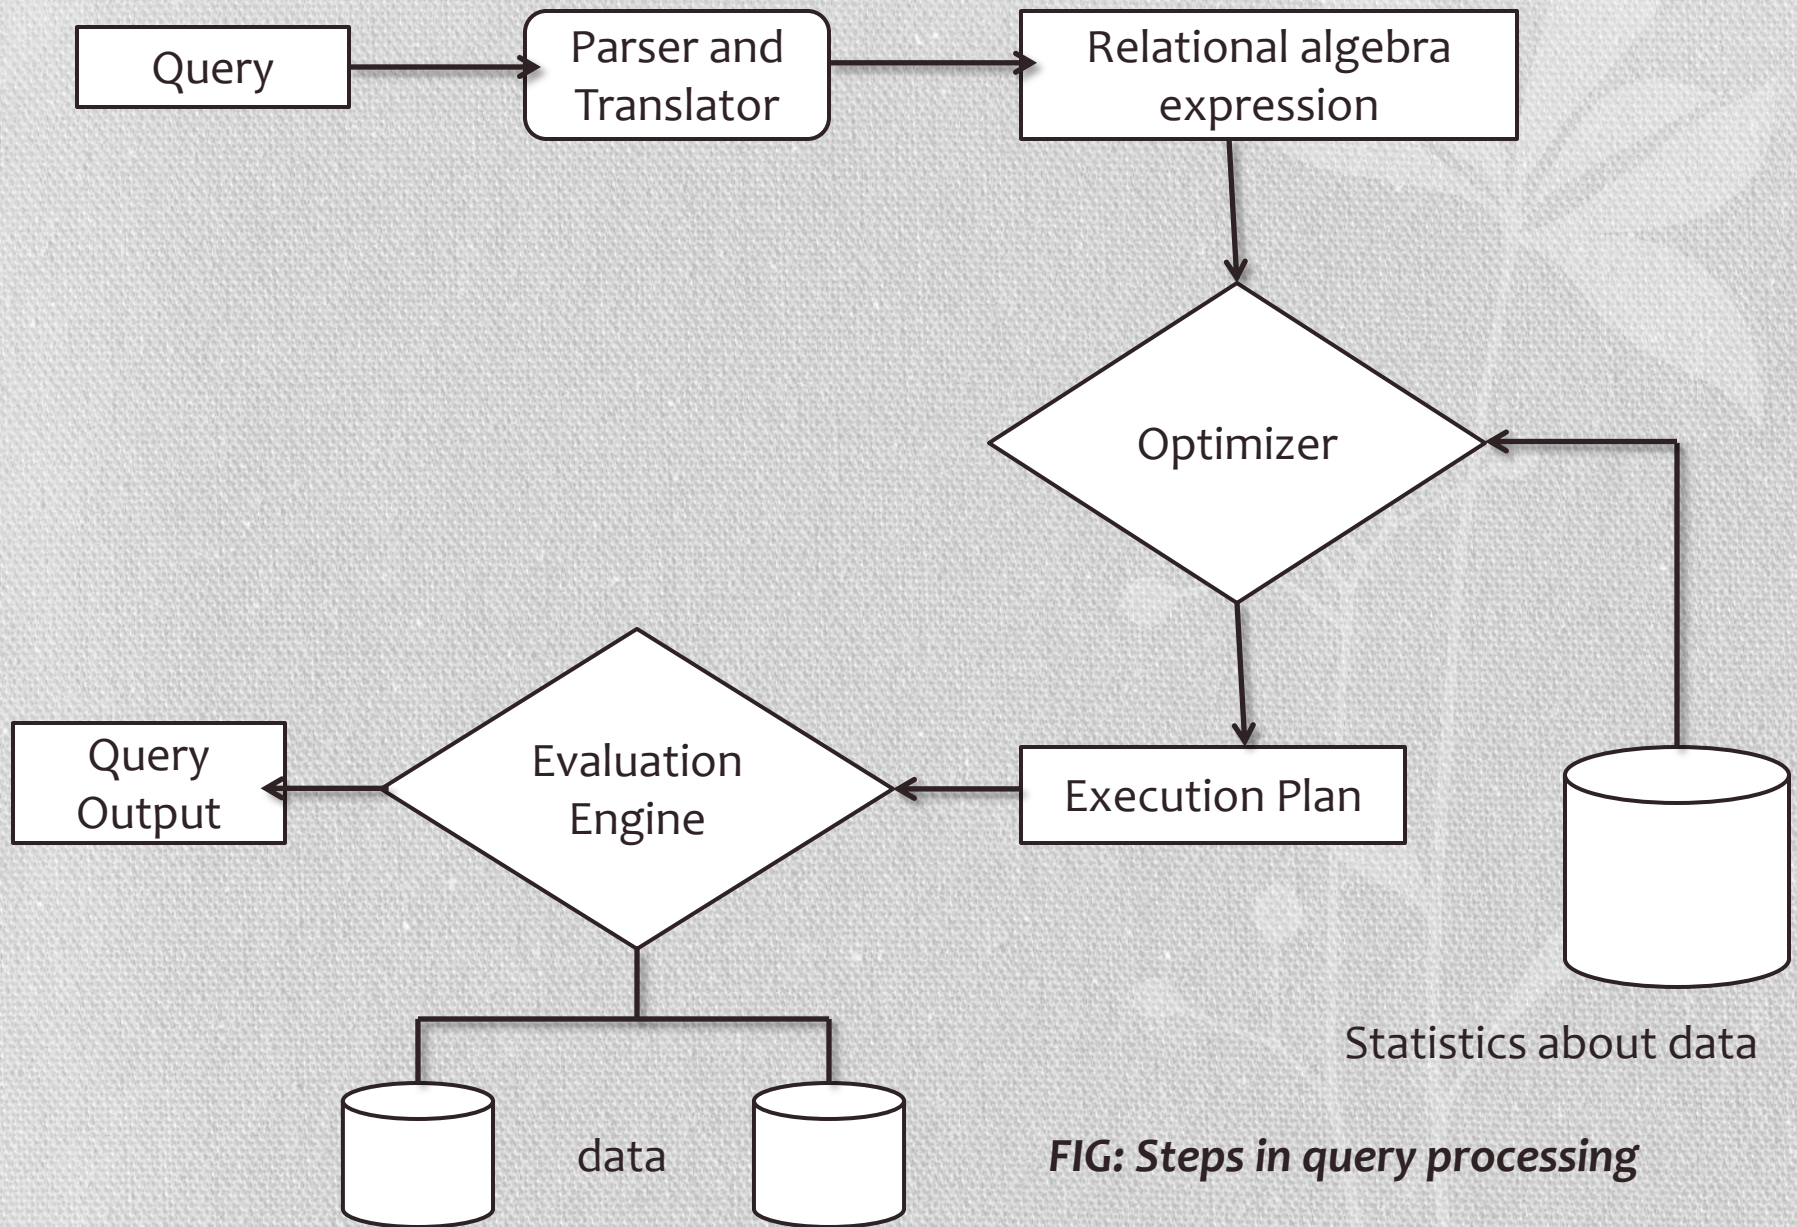 Query
Parser and
Translator
Relational algebra
expression
Optimizer
Execution Plan
Evaluation
Engine
Query
Output
Statistics about data
data
FIG: Steps in query processing